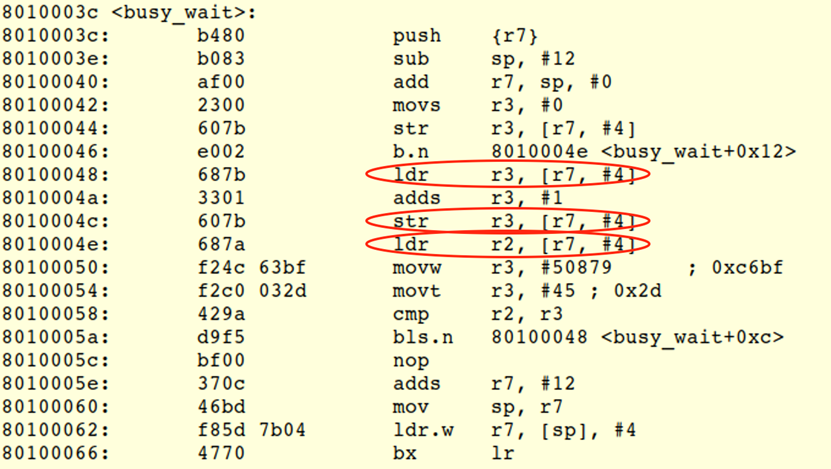 8010003c <busy_wait>:
8010003c: b480 push {r7}
8010003e: b083 sub sp, #12
80100040: af00 add r7, sp, #0
80100042: 2300 movs r3, #0
80100044: 607b str r3, [r7, #4]
80100046: e002 b.n 8010004e <busy_wait+0x12>
80100048: 687b ldr r3, [r7, #4]
8010004a: 3301 adds r3, #1
8010004c: 607b str r3, [r7, #4]
8010004e: 687a ldr r2, [r7, #4]
80100050: f24c 63bf movw r3, #50879 ; 0xc6bf
80100054: f2c0 032d movt r3, #45 ; 0x2d
80100058: 429a cmp r2, r3
8010005a: d9f5 bls.n 80100048 <busy_wait+0xc>
8010005c: bf00 nop
8010005e: 370c adds r7, #12
80100060: 46bd mov sp, r7
80100062: f85d 7b04 ldr.w r7, [sp], #4
80100066: 4770 bx lr